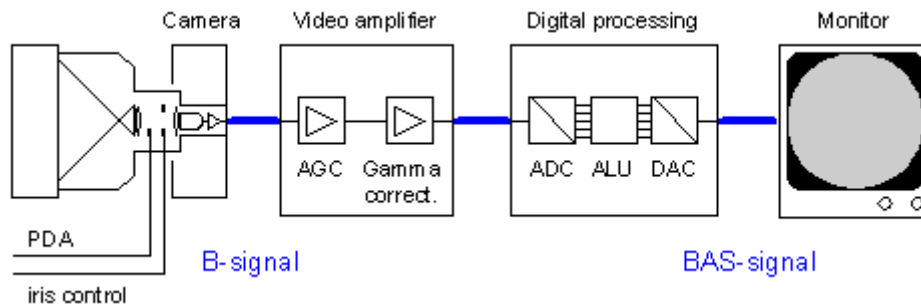 Camera
Video amplifier
Digital processing
Monitor
AGC
Gamma
correct.
ADC
ALU
DAC
PDA
B-signal
BAS-signal
iris control